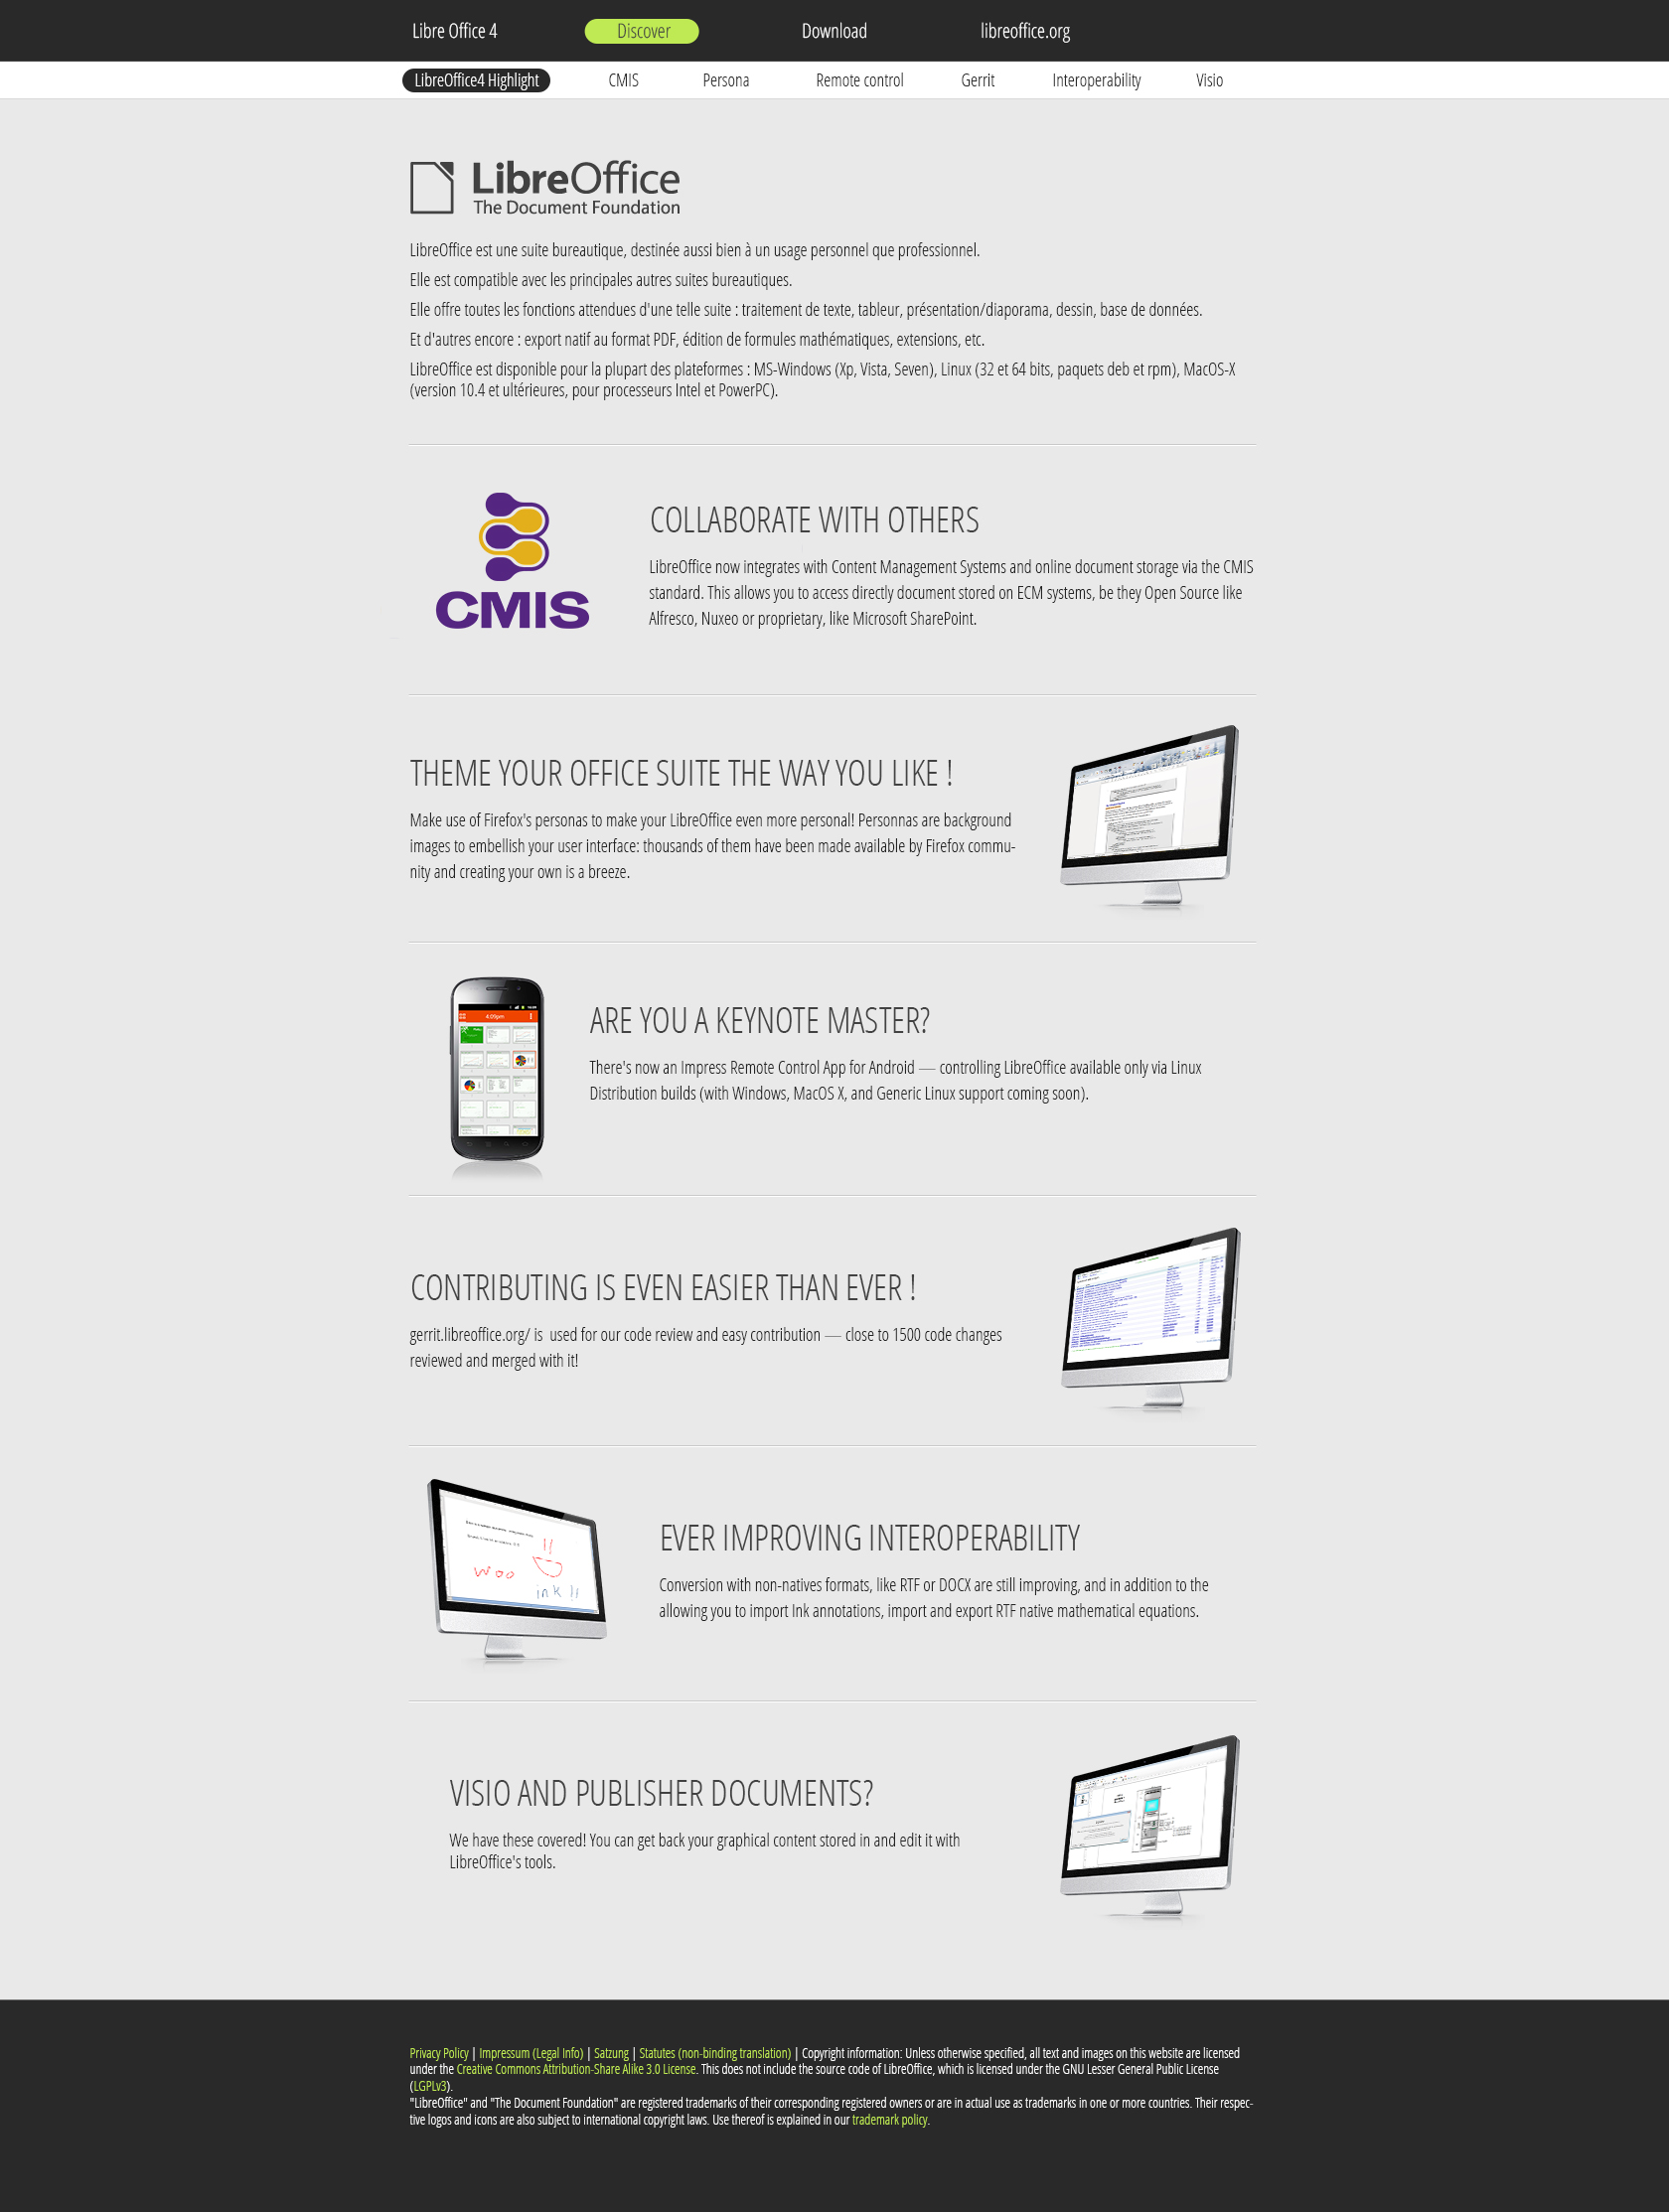 Libre Office 4 Discover Download libreoffice.org
LibreOffice4 Highlight CMIS Persona Remote control Gerrit Interoperability Visio
LibreOffice
The Document Foundation
LibreOffice est une suite bureautique, destinée aussi bien à un usage personnel que professionnel.
Elle est compatible avec les principales autres suites bureautiques.
Elle offre toutes les fonctions attendues d'une telle suite : traitement de texte, tableur, présentation/diaporama, dessin, base de données.
Et d'autres encore : export natif au format PDF, édition de formules mathématiques, extensions, etc.
LibreOffice est disponible pour la plupart des plateformes : MS-Windows (Xp, Vista, Seven), Linux (32 et 64 bits, paquets deb et rpm), MacOS-X
(version 10.4 et ultérieures, pour processeurs Intel et PowerPC).
CMIS
COLLABORATE WITH OTHERS
LibreOffice now integrates with Content Management Systems and online document storage via the CMIS
standard. This allows you to access directly document stored on ECM systems, be they Open Source like
Alfresco, Nuxeo or proprietary, like Microsoft SharePoint.
THEME YOUR OFFICE SUITE THE WAY YOU LIKE !
Make use of Firefox's personas to make your LibreOffice even more personal! Personnas are background
images to embellish your user interface: thousands of them have been made available by Firefox commu-
nity and creating your own is a breeze.
4:05pm
ARE YOU A KEYNOTE MASTER?
There's now an Impress Remote Control App for Android — controlling LibreOffice available only via Linux
Distribution builds (with Windows, MacOS X, and Generic Linux support coming soon).
CONTRIBUTING IS EVEN EASIER THAN EVER !
gerrit.libreoffice.org/ is used for our code review and easy contribution — close to 1500 code changes
reviewed and merged with it!
woo
ink !!
EVER IMPROVING INTEROPERABILITY
Conversion with non-natives formats, like RTF or DOCX are still improving, and in addition to the
allowing you to import Ink annotations, import and export RTF native mathematical equations.
VISIO AND PUBLISHER DOCUMENTS?
We have these covered! You can get back your graphical content stored in and edit it with
LibreOffice's tools.
Privacy Policy | Impressum (Legal Info) | Satzung | Statutes (non-binding translation) | Copyright information: Unless otherwise specified, all text and images on this website are licensed
under the Creative Commons Attribution-Share Alike 3.0 License. This does not include the source code of LibreOffice, which is licensed under the GNU Lesser General Public License
(LGPLv3).
"LibreOffice" and "The Document Foundation" are registered trademarks of their corresponding registered owners or are in actual use as trademarks in one or more countries. Their respec-
tive logos and icons are also subject to international copyright laws. Use thereof is explained in our trademark policy.